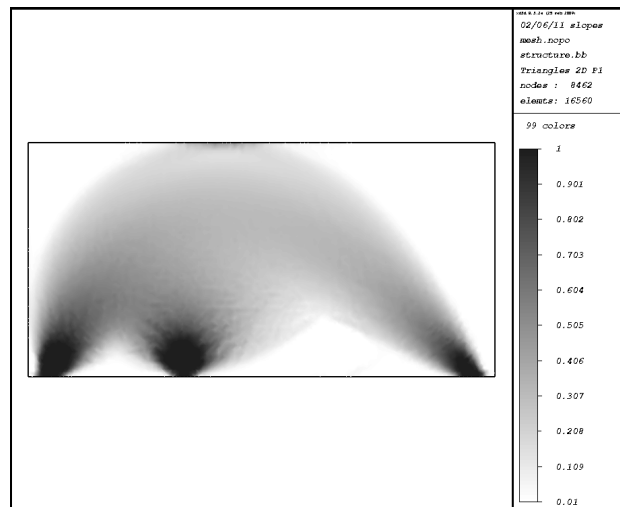 02/06/11 slopes
mesh.nopo
structure.bb
Triangles 2D P1
nodes : 8462
elemts: 16560
99 colors
1
0.901
0.802
0.703
0.604
0.505
0.406
0.307
0.208
0.109
0.01